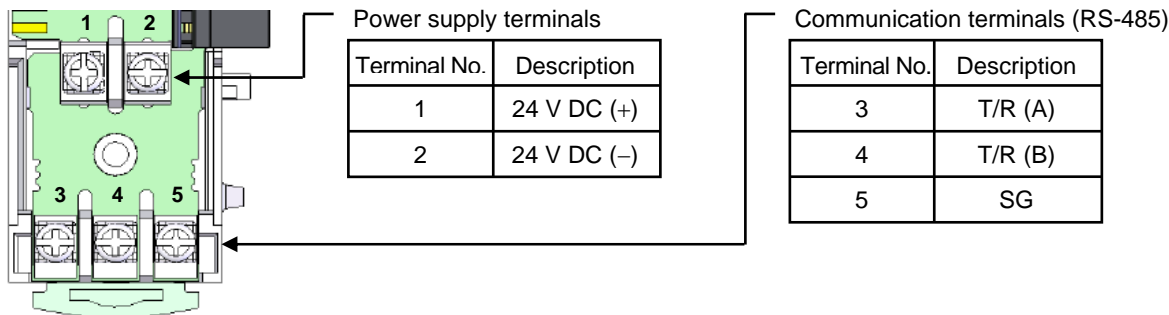 1 2
3 4 5
Power supply terminals
Terminal No. Description
1 24 V DC (+)
2 24 V DC (−)
Communication terminals (RS-485)
Terminal No. Description
3 T/R (A)
4 T/R (B)
5 SG